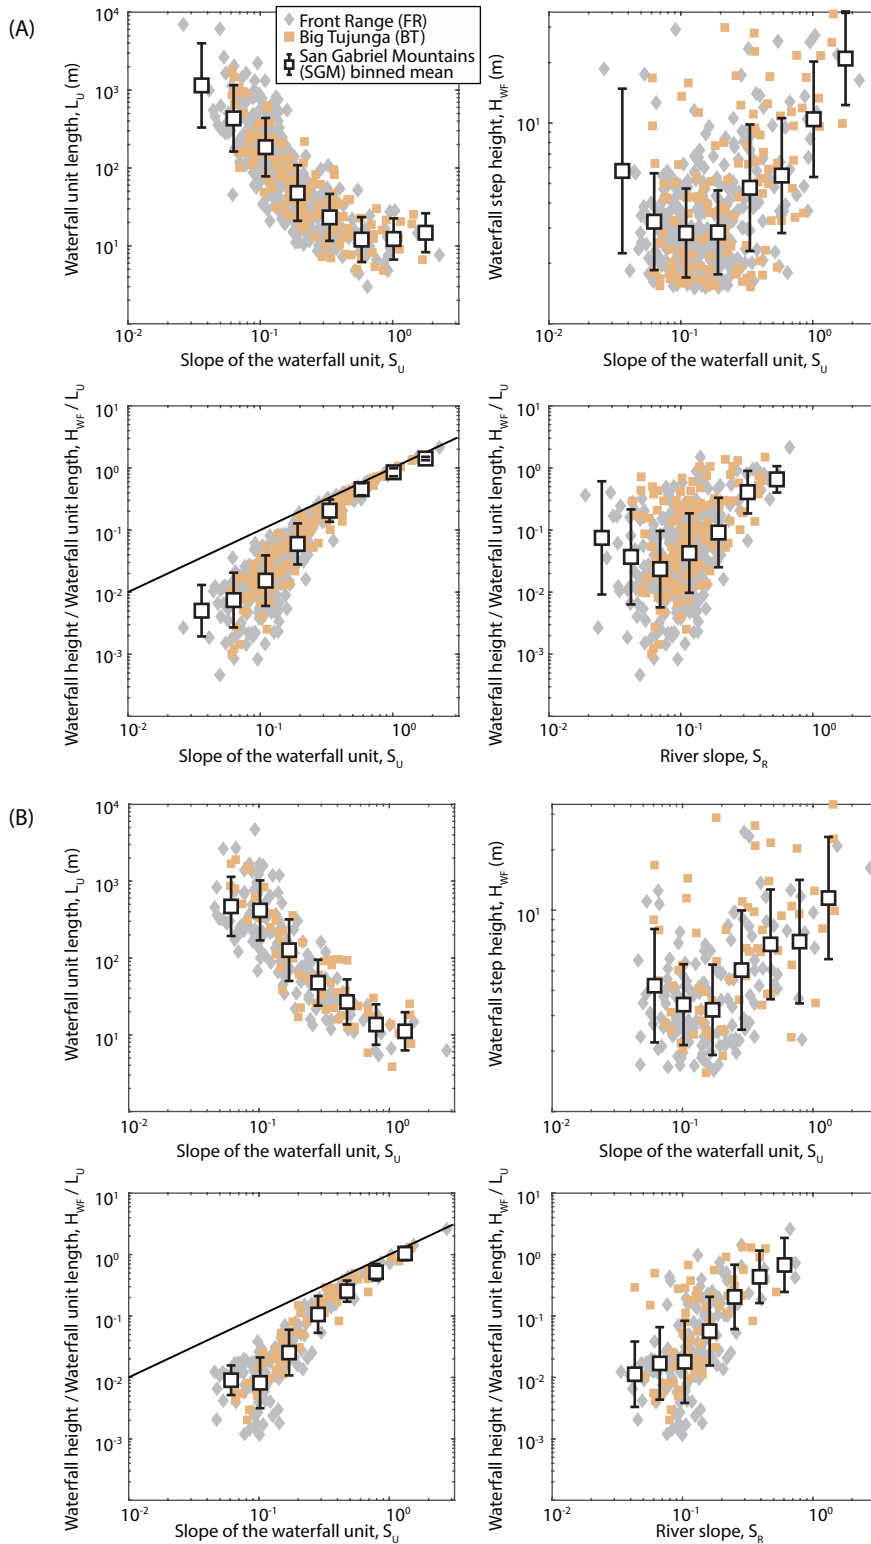 (A)
Front Range (FR)
Big Tujunga (BT)
San Gabriel Mountains
(SGM) binned mean
Waterfall unit length, L_U (m)
10^4
10^3
10^2
10^1
10^-2
10^-1
10^0
Slope of the waterfall unit, S_U
Waterfall step height, H_WF (m)
10^1
10^-2
10^-1
10^0
Slope of the waterfall unit, S_U
Waterfall height / Waterfall unit length, H_WF / L_U
10^1
10^0
10^-1
10^-2
10^-3
10^-2
10^-1
10^0
Slope of the waterfall unit, S_U
Waterfall height / Waterfall unit length, H_WF / L_U
10^1
10^0
10^-1
10^-2
10^-3
10^-2
10^-1
10^0
River slope, S_R
(B)
Waterfall unit length, L_U (m)
10^4
10^3
10^2
10^1
10^-2
10^-1
10^0
Slope of the waterfall unit, S_U
Waterfall step height, H_WF (m)
10^1
10^-2
10^-1
10^0
Slope of the waterfall unit, S_U
Waterfall height / Waterfall unit length, H_WF / L_U
10^1
10^0
10^-1
10^-2
10^-3
10^-2
10^-1
10^0
Slope of the waterfall unit, S_U
Waterfall height / Waterfall unit length, H_WF / L_U
10^1
10^0
10^-1
10^-2
10^-3
10^-2
10^-1
10^0
River slope, S_R